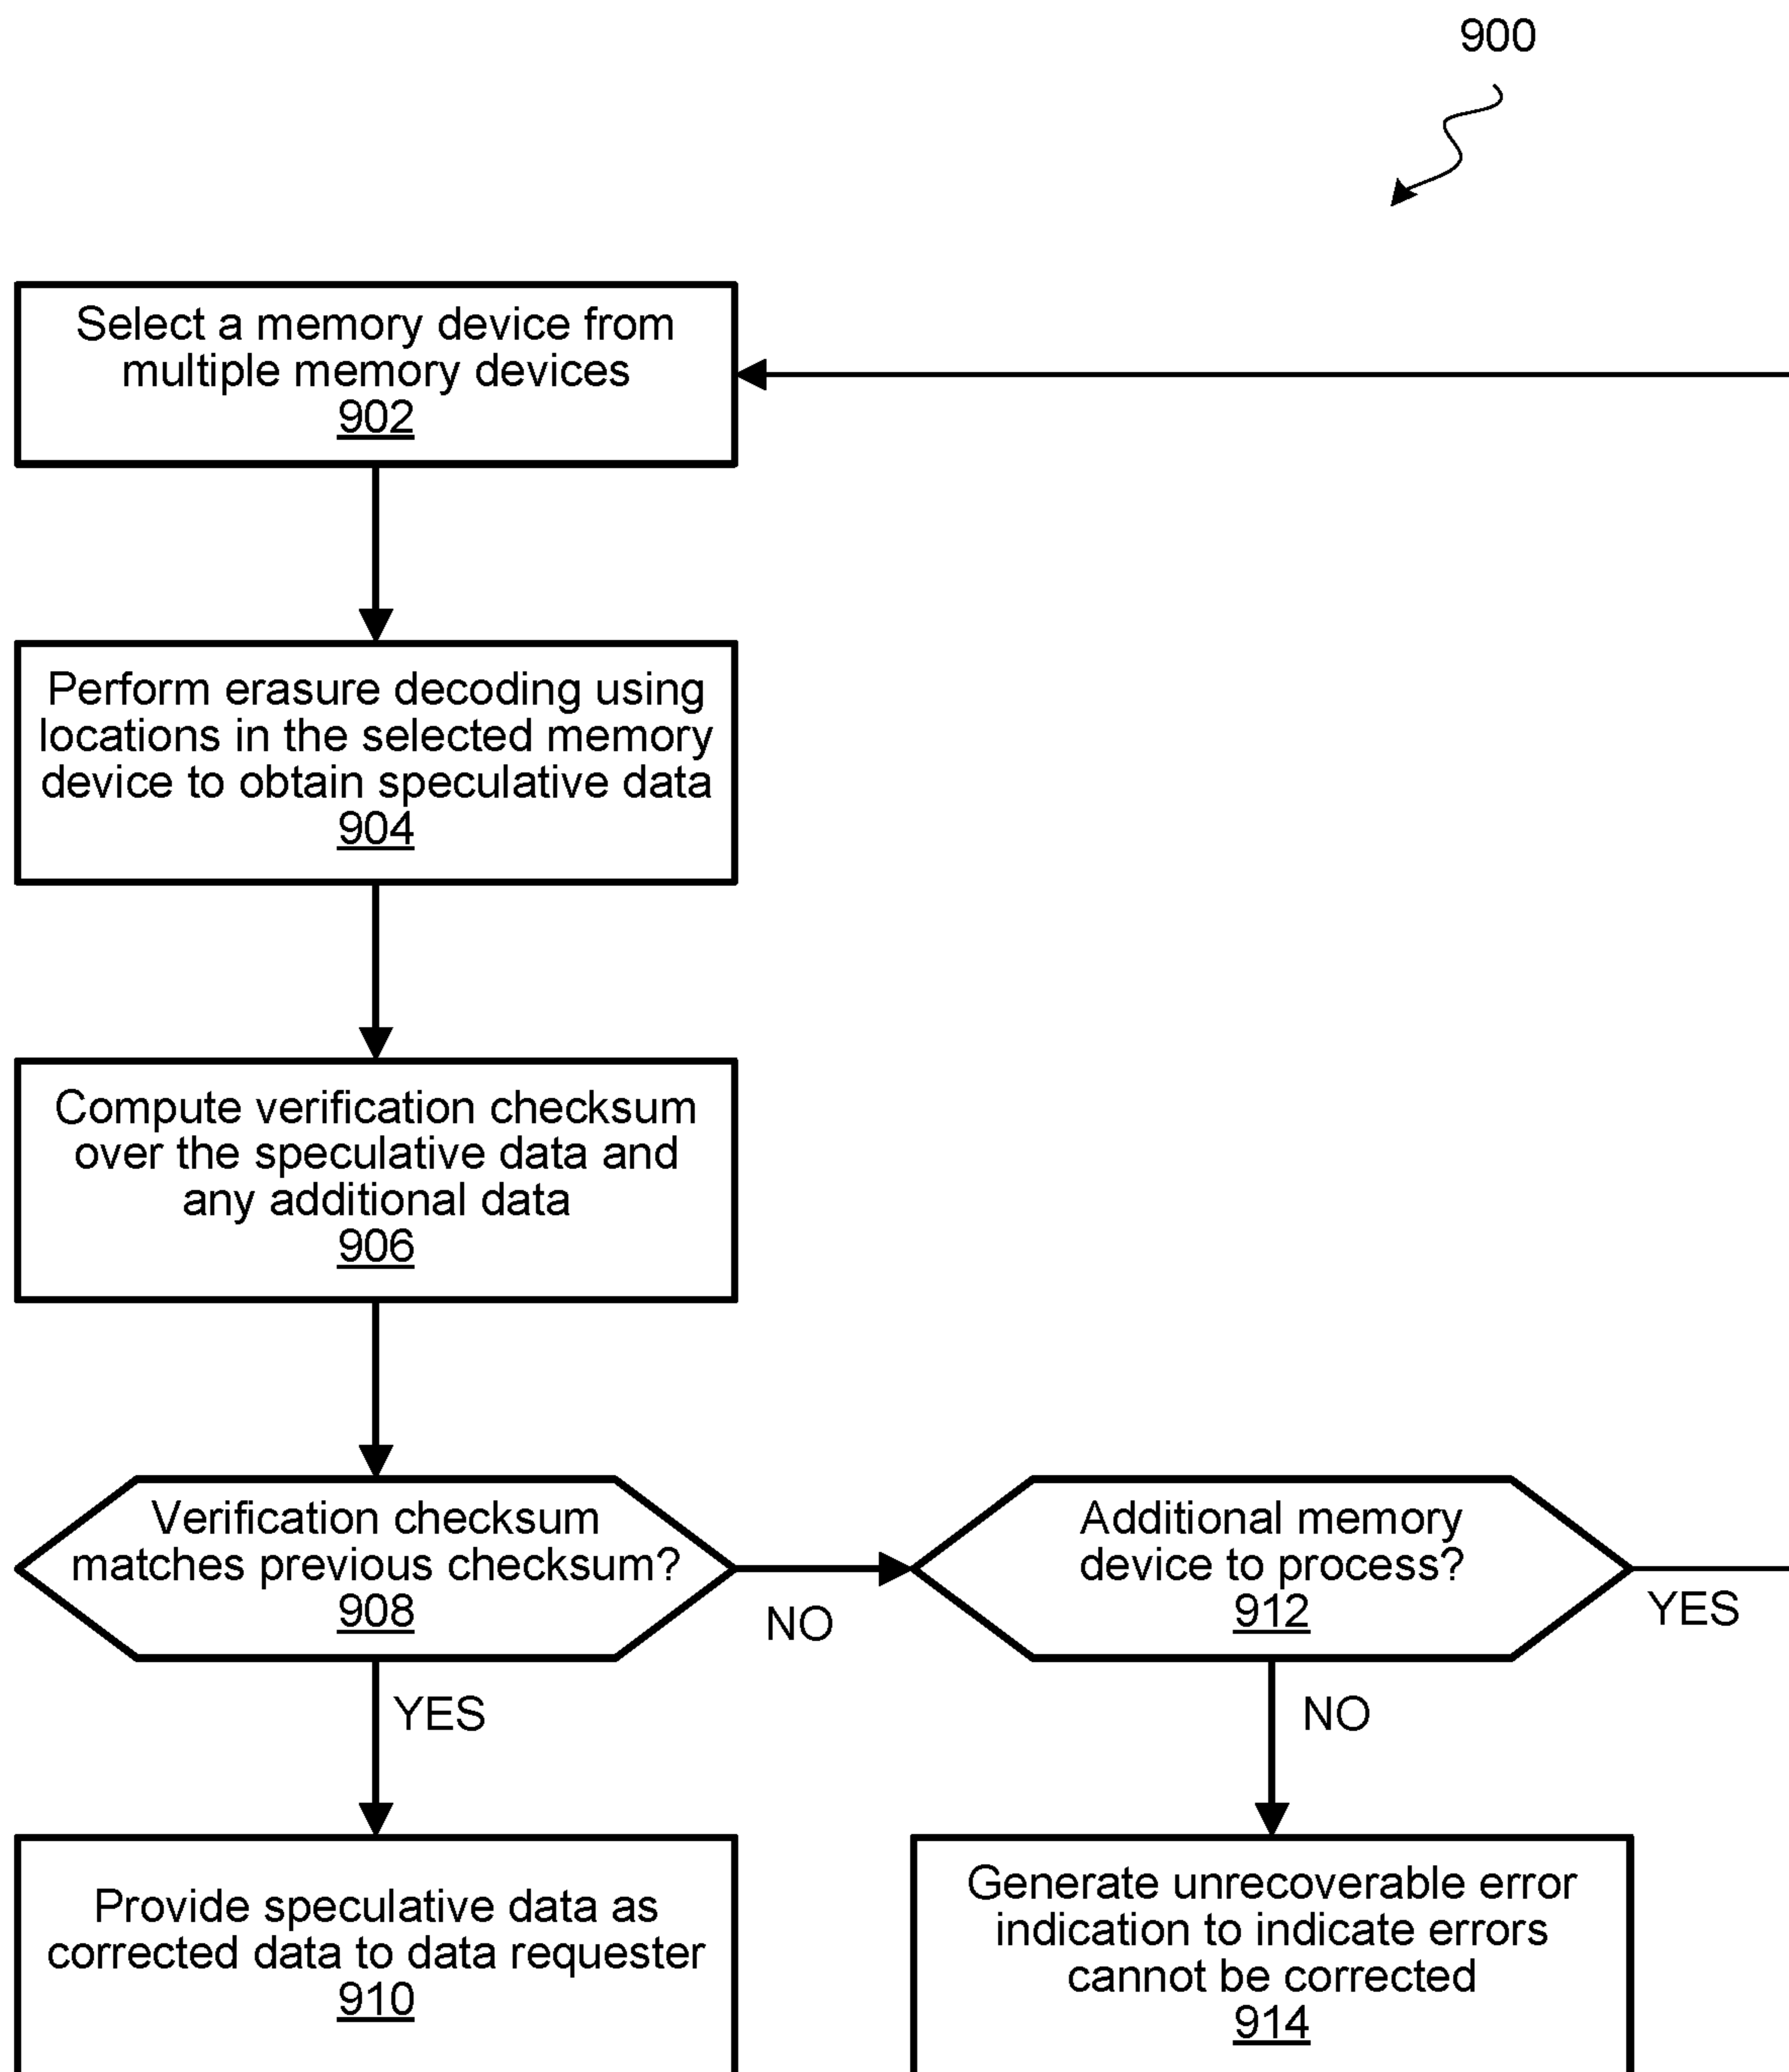 900
Select a memory device from
multiple memory devices
902
Perform erasure decoding using
locations in the selected memory
device to obtain speculative data
904
Compute verification checksum
over the speculative data and
any additional data
906
Verification checksum
matches previous checksum?
908
NO
Additional memory
device to process?
912
YES
YES
NO
Provide speculative data as
corrected data to data requester
910
Generate unrecoverable error
indication to indicate errors
cannot be corrected
914